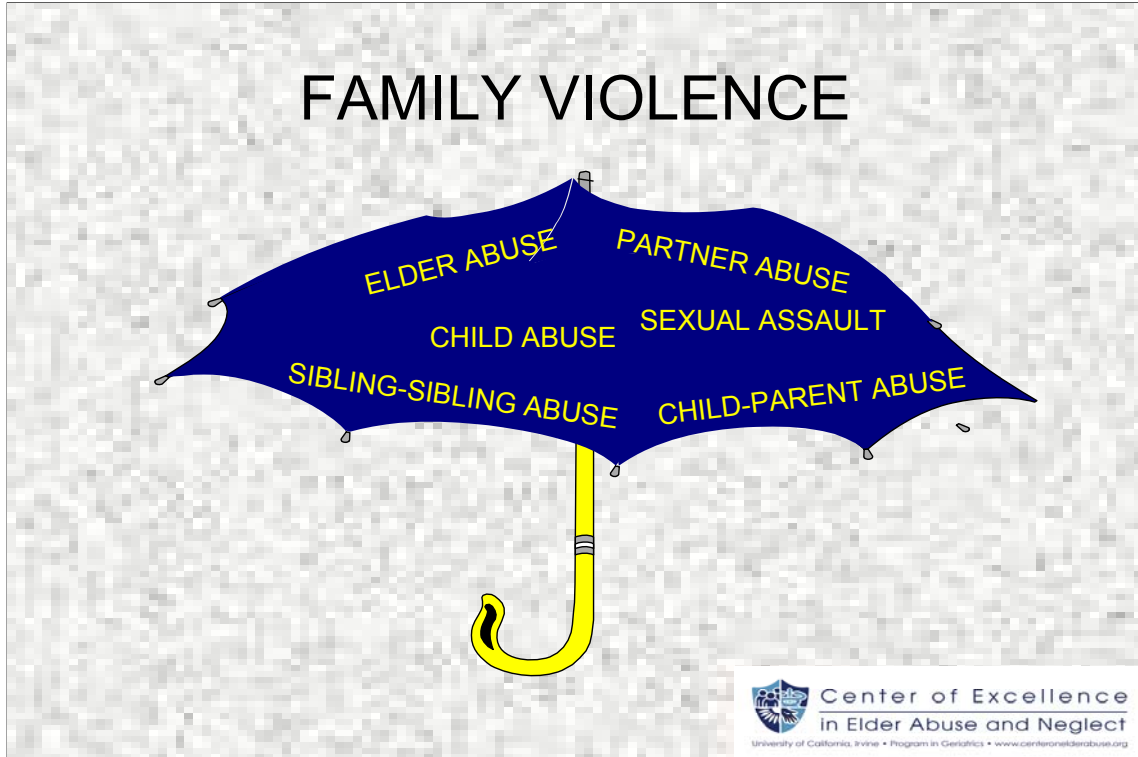 FAMILY VIOLENCE
ELDER ABUSE
PARTNER ABUSE
CHILD ABUSE
SEXUAL ASSAULT
SIBLING-SIBLING ABUSE
CHILD-PARENT ABUSE
Center of Excellence
in Elder Abuse and Neglect
University of California, Irvine • Program in Geriatrics • www.centeronelderabuse.org